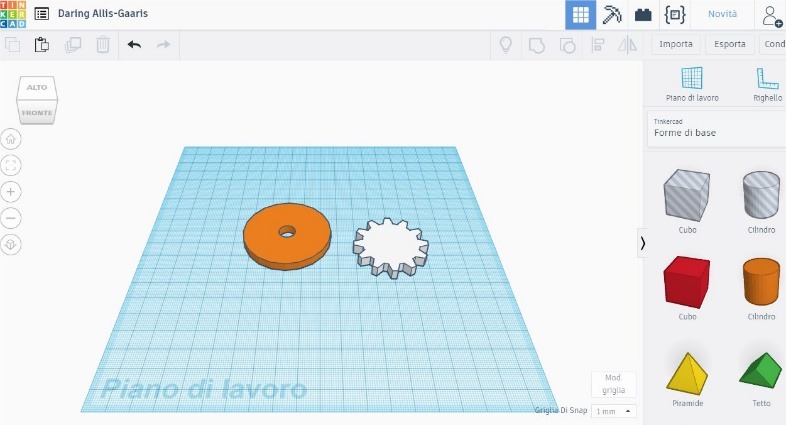 TIN
KER
CAD
Daring Allis-Gaaris
Novità
Importa
Esporta
Cond
ALTO
FRONTE
Piano di lavoro
Righello
Tinkercad
Forme di base
Cubo
Cilindro
Cubo
Cilindro
Piramide
Tetto
Piano di lavoro
Mod.
griglia
Griglia Di Snap
1 mm